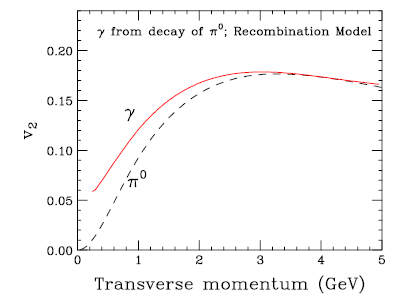 γ from decay of π⁰; Recombination Model
0.20
0.15
0.10
0.05
0.00
v₂
γ
π⁰
0 1 2 3 4 5
Transverse momentum (GeV)